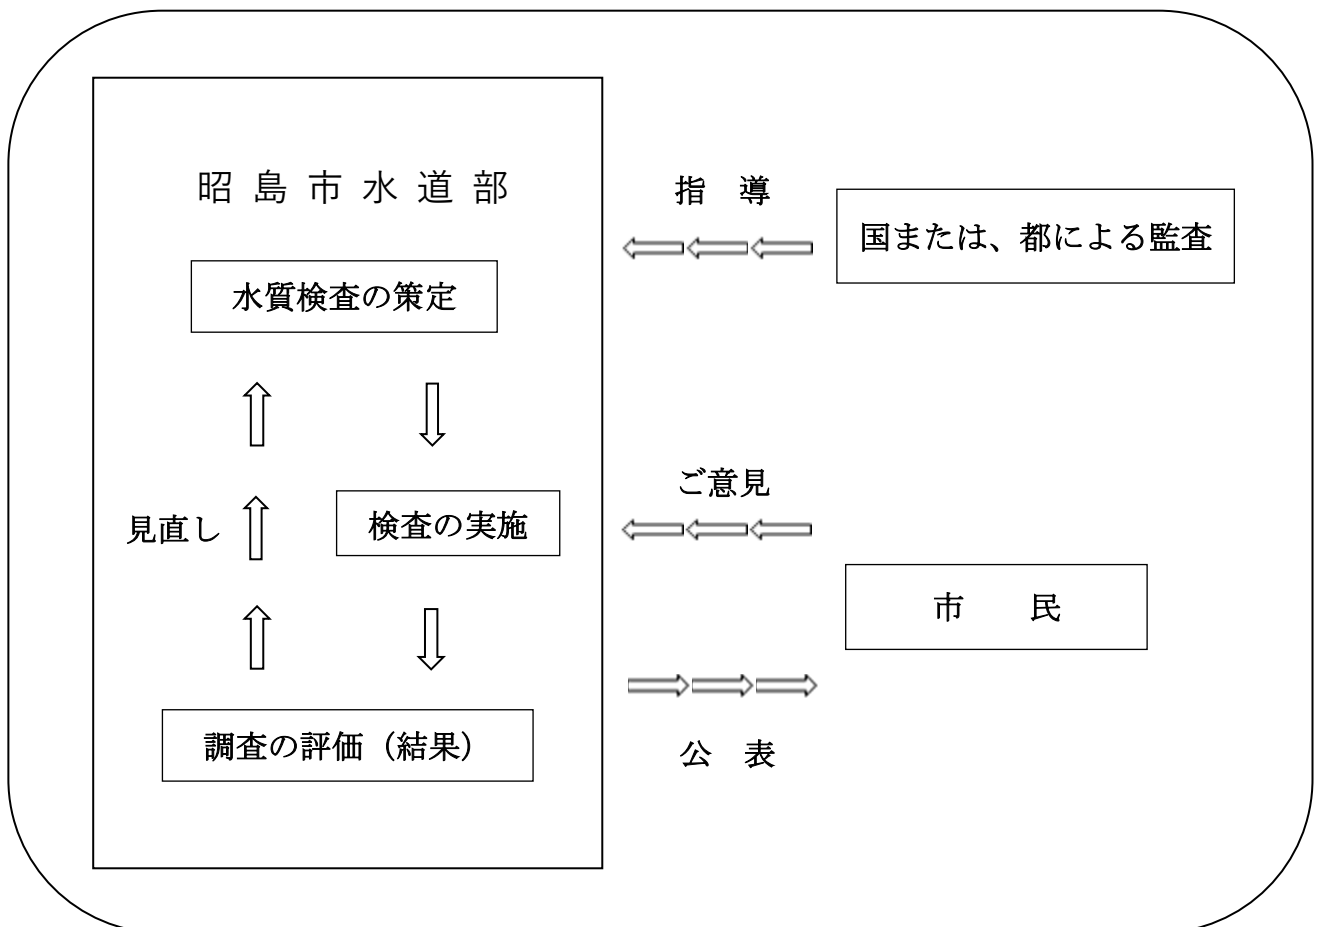 昭島市水道部
水質検査の策定
見直し
検査の実施
調査の評価（結果）
指　導
国または、都による監査
ご意見
市　　民
公　表